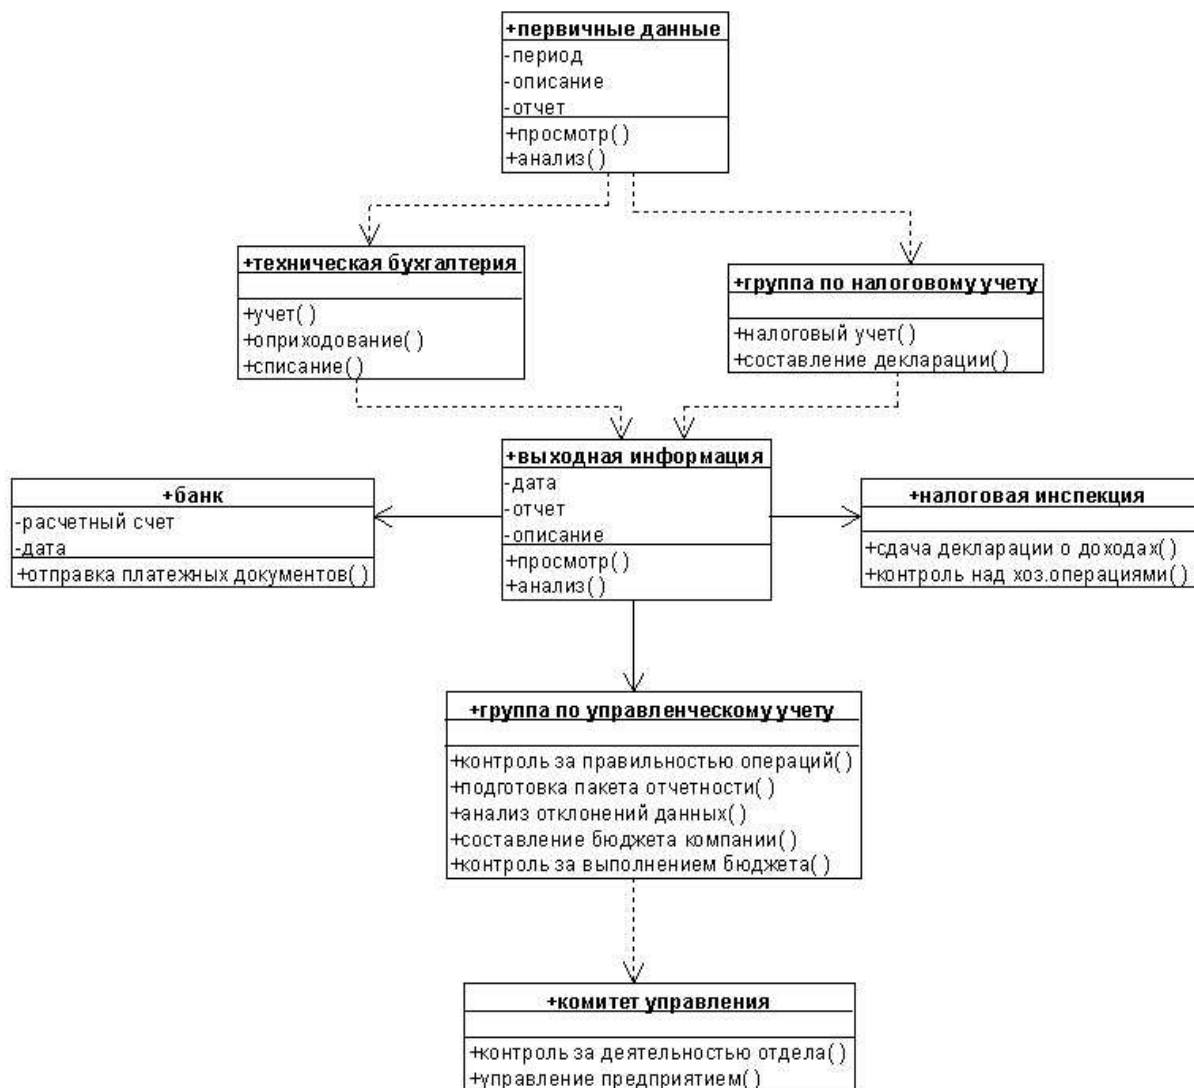 +первичные данные
-период
-описание
-отчет
+просмотр()
+анализ()
+техническая бухгалтерия
+учет()
+оприходование()
+списание()
+группа по налоговому учету
+налоговый учет()
+составление декларации()
+выходная информация
-дата
-отчет
-описание
+просмотр()
+анализ()
+банк
-расчетный счет
-дата
+отправка платежных документов()
+налоговая инспекция
+сдача декларации о доходах()
+контроль над хоз.операциями()
+группа по управленческому учету
+контроль за правильностью операций()
+подготовка пакета отчетности()
+анализ отклонений данных()
+составление бюджета компании()
+контроль за выполнением бюджета()
+комитет управления
+контроль за деятельностью отдела()
+управление предприятием()